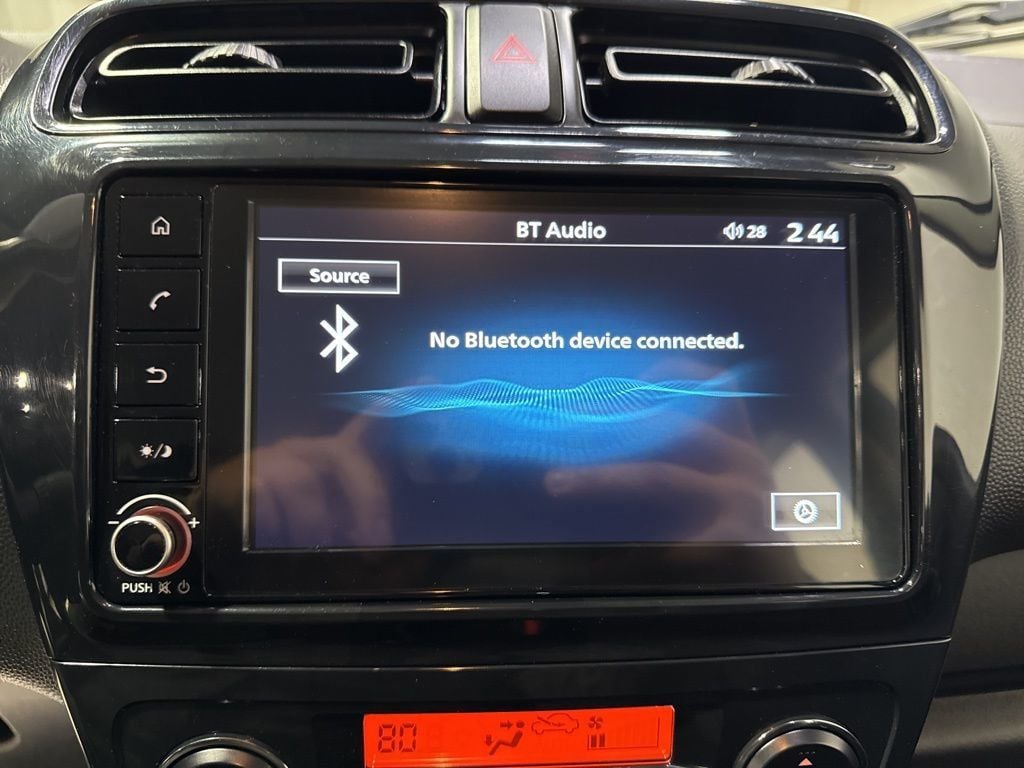 BT Audio 28 2:44
Source
No Bluetooth device connected.
- +
PUSH
80